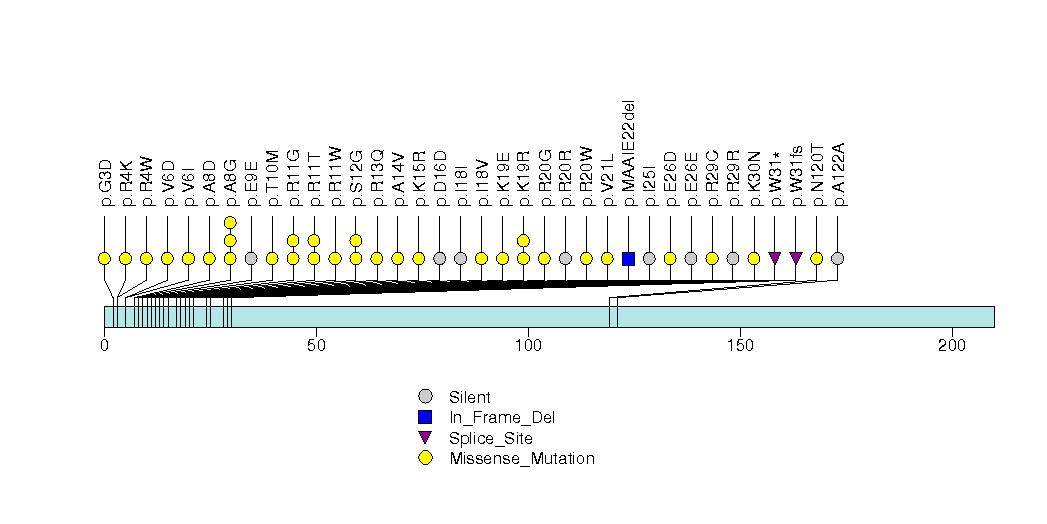 p.G3D
p.R4K
p.R4W
p.V6D
p.V6I
p.A8D
p.A8G
p.E9E
p.T10M
p.R11G
p.R11T
p.R11W
p.S12G
p.R13Q
p.A14V
p.K15R
p.D16D
p.I18I
p.I18V
p.K19E
p.K19R
p.R20G
p.R20R
p.R20W
p.V21L
p.MAAIE22del
p.I25I
p.E26D
p.E26E
p.R29C
p.R29R
p.K30N
p.W31*
p.W31fs
p.N120T
p.A122A
0 50 100 150 200
Silent
In_Frame_Del
Splice_Site
Missense_Mutation